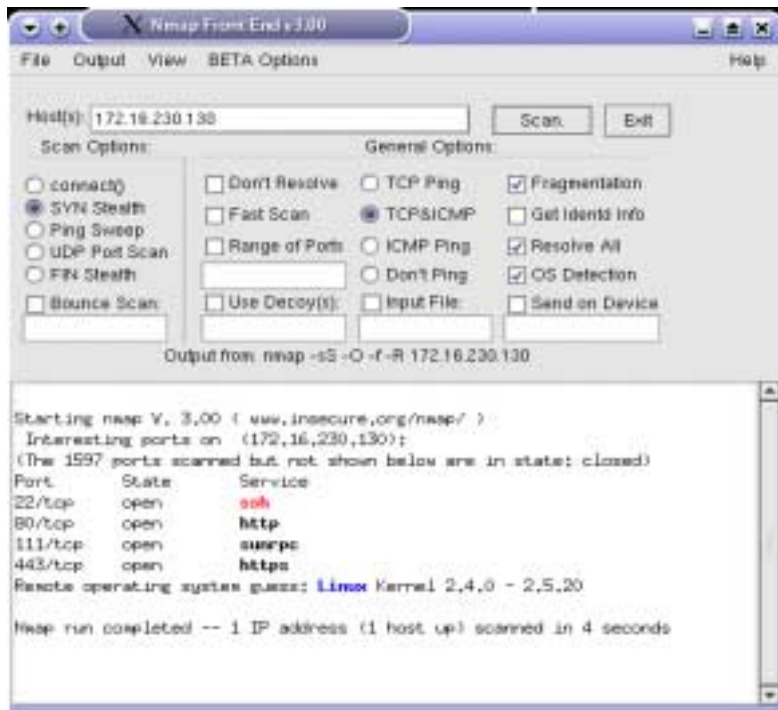 Nmap Front End v3.00
File Output View BETA Options Help
Host(s): 172.16.230.130 Scan. Exit
Scan Options: General Options:
connect() Don't Resolve TCP Ping Fragmentation
SYN Stealth Fast Scan TCP&ICMP Get Identd Info
Ping Sweep Range of Ports ICMP Ping Resolve All
UDP Port Scan
FIN Stealth Don't Ping OS Detection
Bounce Scan: Use Decoy(s): Input File: Send on Device
Output from: nmap -sS -O -f -R 172.16.230.130
Starting nmap V. 3.00 ( www.insecure.org/nmap/ )
Interesting ports on (172.16.230.130):
(The 1597 ports scanned but not shown below are in state: closed)
Port State Service
22/tcp open ssh
80/tcp open http
111/tcp open sunrpc
443/tcp open https
Remote operating system guess: Linux Kernel 2.4.0 - 2.5.20
Nmap run completed -- 1 IP address (1 host up) scanned in 4 seconds